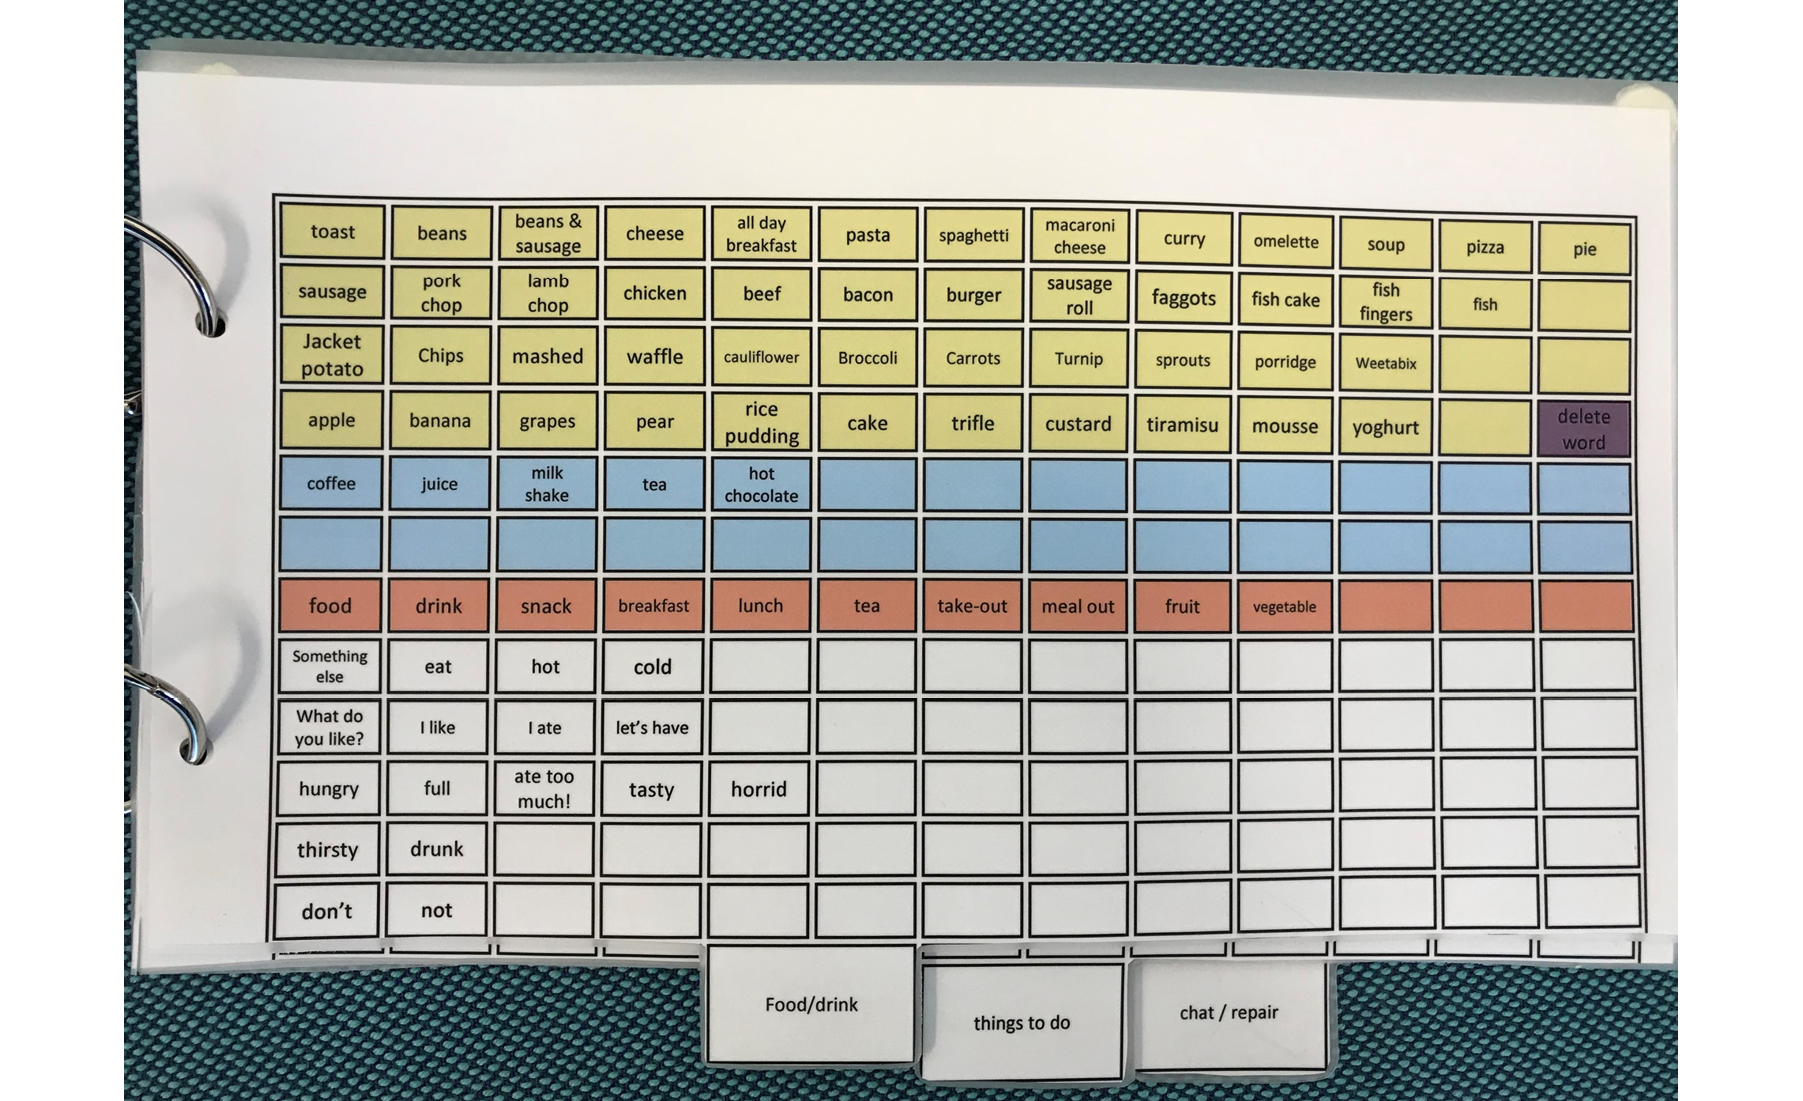 toast beans beans & sausage cheese all day breakfast pasta spaghetti macaroni cheese curry omelette soup pizza pie
sausage pork chop lamb chop chicken beef bacon burger sausage roll faggots fish cake fish fingers fish
Jacket potato Chips mashed waffle cauliflower Broccoli Carrots Turnip sprouts porridge Weetabix
apple banana grapes pear rice pudding cake trifle custard tiramisu mousse yoghurt delete word
coffee juice milk shake tea hot chocolate
food drink snack breakfast lunch tea take-out meal out fruit vegetable
Something else eat hot cold
What do you like? I like I ate let's have
hungry full ate too much! tasty horrid
thirsty drunk
don't not
Food/drink things to do chat / repair